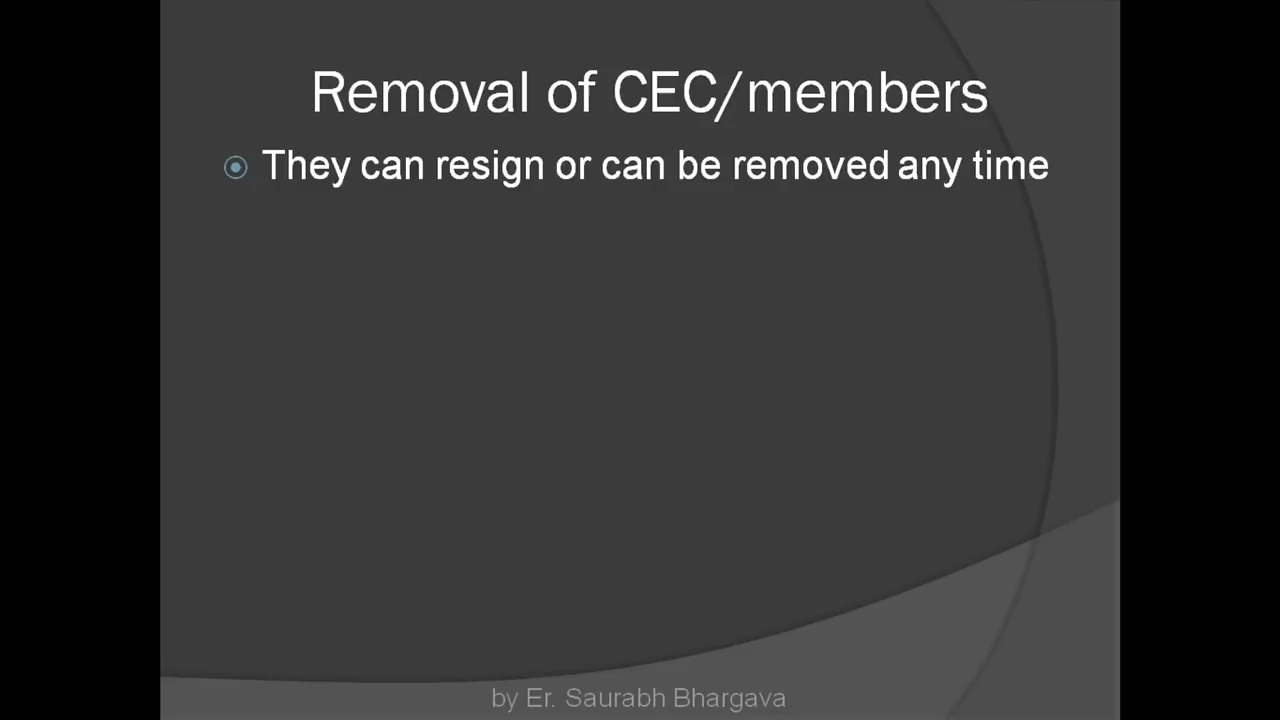 Removal of CEC/members
They can resign or can be removed any time
by Er. Saurabh Bhargava